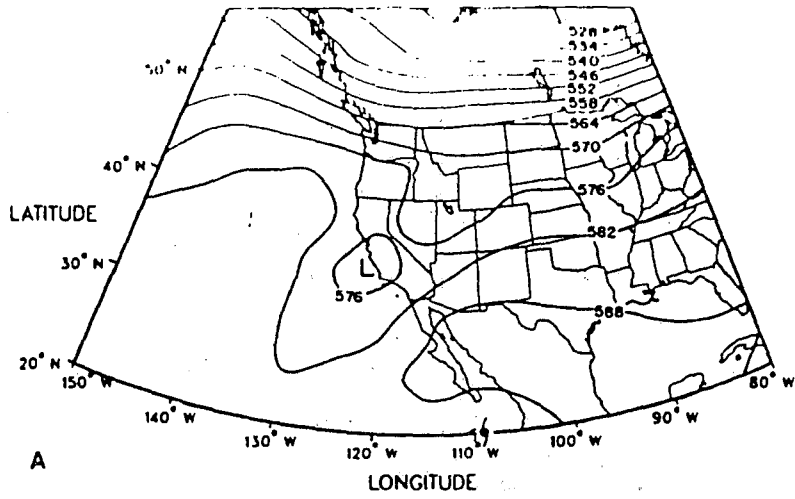 528
534
540
546
552
558
564
570
576
582
588
50° N
40° N
LATITUDE
30° N
L
576
20° N
150° W
140° W
130° W
120° W
110° W
100° W
90° W
80° W
LONGITUDE
A